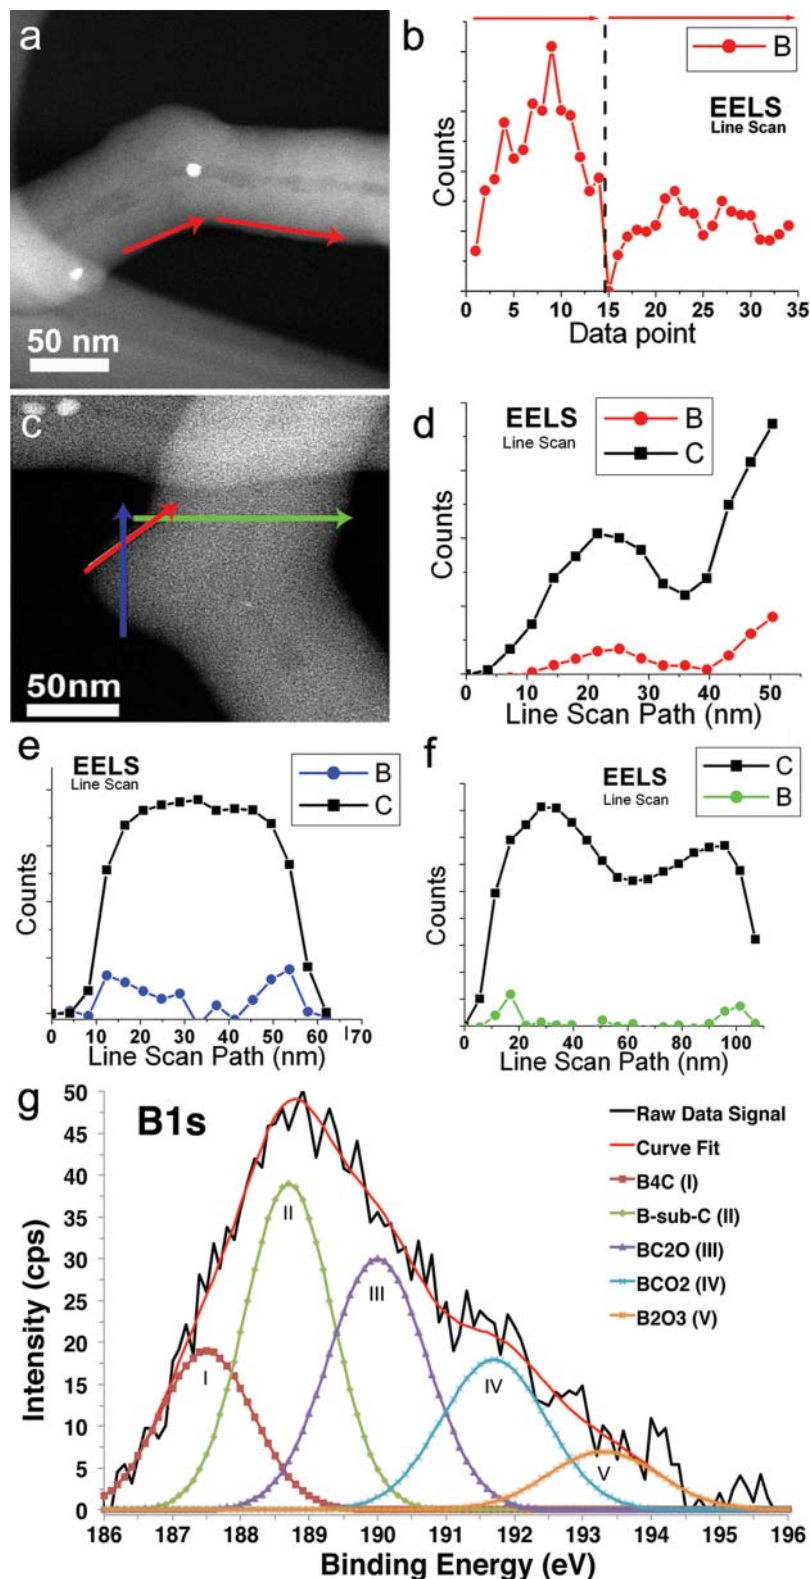 a
50 nm
b
B
EELS
Line Scan
Counts
0 5 10 15 20 25 30 35
Data point
c
50nm
d
EELS
Line Scan
B
C
Counts
0 10 20 30 40 50
Line Scan Path (nm)
e
EELS
Line Scan
B
C
Counts
0 10 20 30 40 50 60 70
Line Scan Path (nm)
f
EELS
Line Scan
C
B
Counts
0 20 40 60 80 100
Line Scan Path (nm)
g
B1s
Raw Data Signal
Curve Fit
B4C (I)
B-sub-C (II)
BC2O (III)
BCO2 (IV)
B2O3 (V)
I
II
III
IV
V
Intensity (cps)
50
45
40
35
30
25
20
15
10
5
0
186 187 188 189 190 191 192 193 194 195 196
Binding Energy (eV)